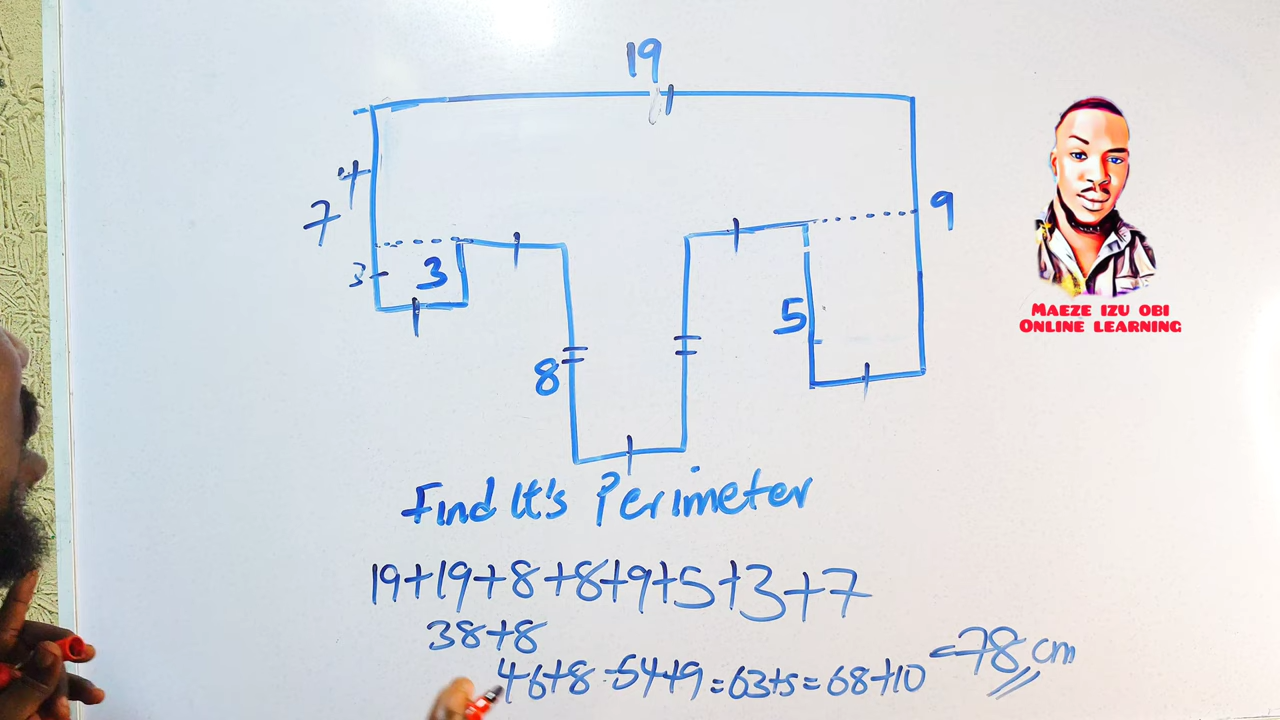 19
4
7
3
3
9
5
8
MAEZE IZU OBI
ONLINE LEARNING
Find It's Perimeter
19+19+8+8+9+5+3+7
38+8
46+8 54+9 = 63+5 = 68+10
=78 cm